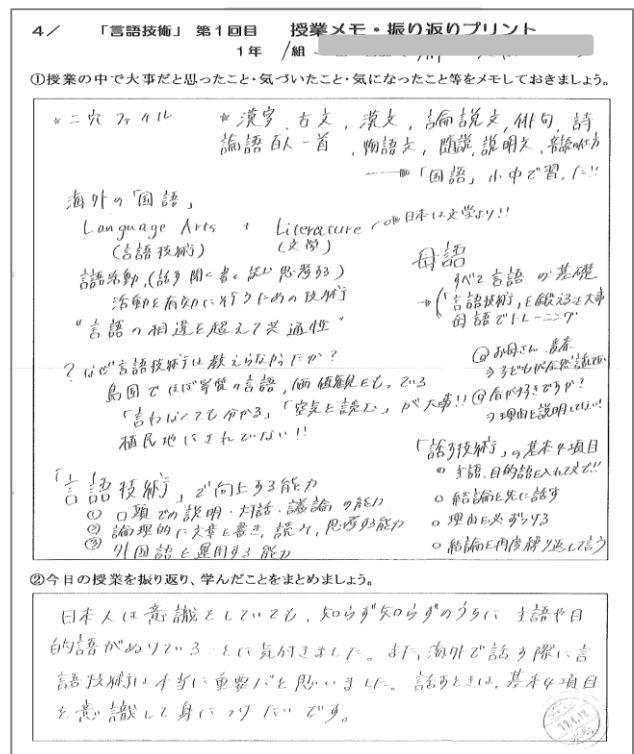 4/ 「言語技術」 第1回目 授業メモ・振り返りプリント
1年 /組
①授業の中で大事だと思ったこと・気づいたこと・気になったこと等をメモしておきましょう。
* 二穴ファイル
* 漢字、古文、漢文、論説文、俳句、詩
論語 百人一首、物語文、随説、説明文、
→「国語」小中で習った!!
海外の「国語」
Language Arts + Literature → 日本は文学より!!
(言語技術) (文学)
言語活動、(話す 聞く 書く 読む 思考する)
活動を有効に行うための技術
"言語の相違を超えて共通性"
母語
すべて言語の基礎
→(「言語技術」を鍛えること大事
母語でトレーニング
? なぜ言語技術は教えらなかったか?
島国でほぼ等質の言語、価値観をもっている
「言わなくても分かる」「空気を読む」が大事!!
植民地にされていない!!
例 お母さん
⇒ 子どもが全然話してない
例 君が好きですか?
⇒ 理由を説明してない!
「言語技術」で向上する能力
① 口頭での説明・対話・議論の能力
② 論理的に文章を書き、読み、思考する能力
③ 外国語を運用する能力
「話す技術」の基本4項目
○ 主語、目的語を入れて文で!!
○ 結論を先に話す
○ 理由を必ずつける
○ 結論を再度繰り返して言う
②今日の授業を振り返り、学んだことをまとめましょう。
日本人は意識をしていても、知らず知らずのうちに主語や目
的語がぬけていることに気付きました。また、海外で話す際に言
語技術は本当に重要だと思いました。話すときは、基本4項目
を意識して身につけたいです。